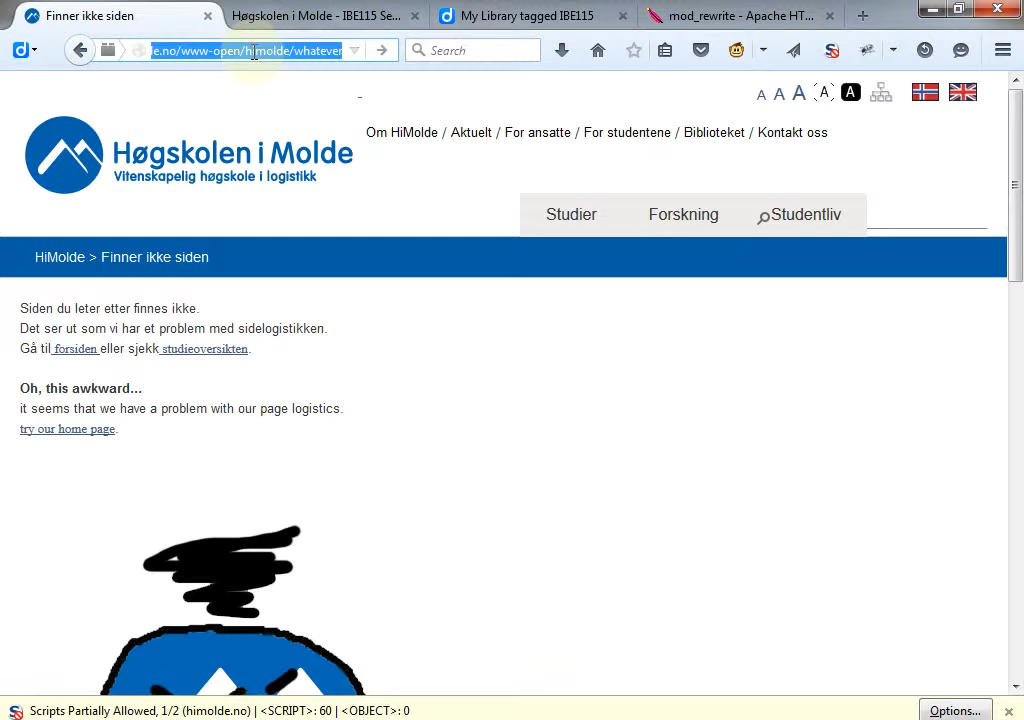 Finner ikke siden
Høgskolen i Molde - IBE115 Se...
My Library tagged IBE115
mod_rewrite - Apache HT...
le.no/www-open/himolde/whatever
Search
A A A A A
Om HiMolde / Aktuelt / For ansatte / For studentene / Biblioteket / Kontakt oss
Høgskolen i Molde
Vitenskapelig høgskole i logistikk
Studier Forskning Studentliv
HiMolde > Finner ikke siden
Siden du leter etter finnes ikke.
Det ser ut som vi har et problem med sidelogistikken.
Gå til forsiden eller sjekk studieoversikten.
Oh, this awkward...
it seems that we have a problem with our page logistics.
try our home page.
Scripts Partially Allowed, 1/2 (himolde.no) | <SCRIPT>: 60 | <OBJECT>: 0
Options...